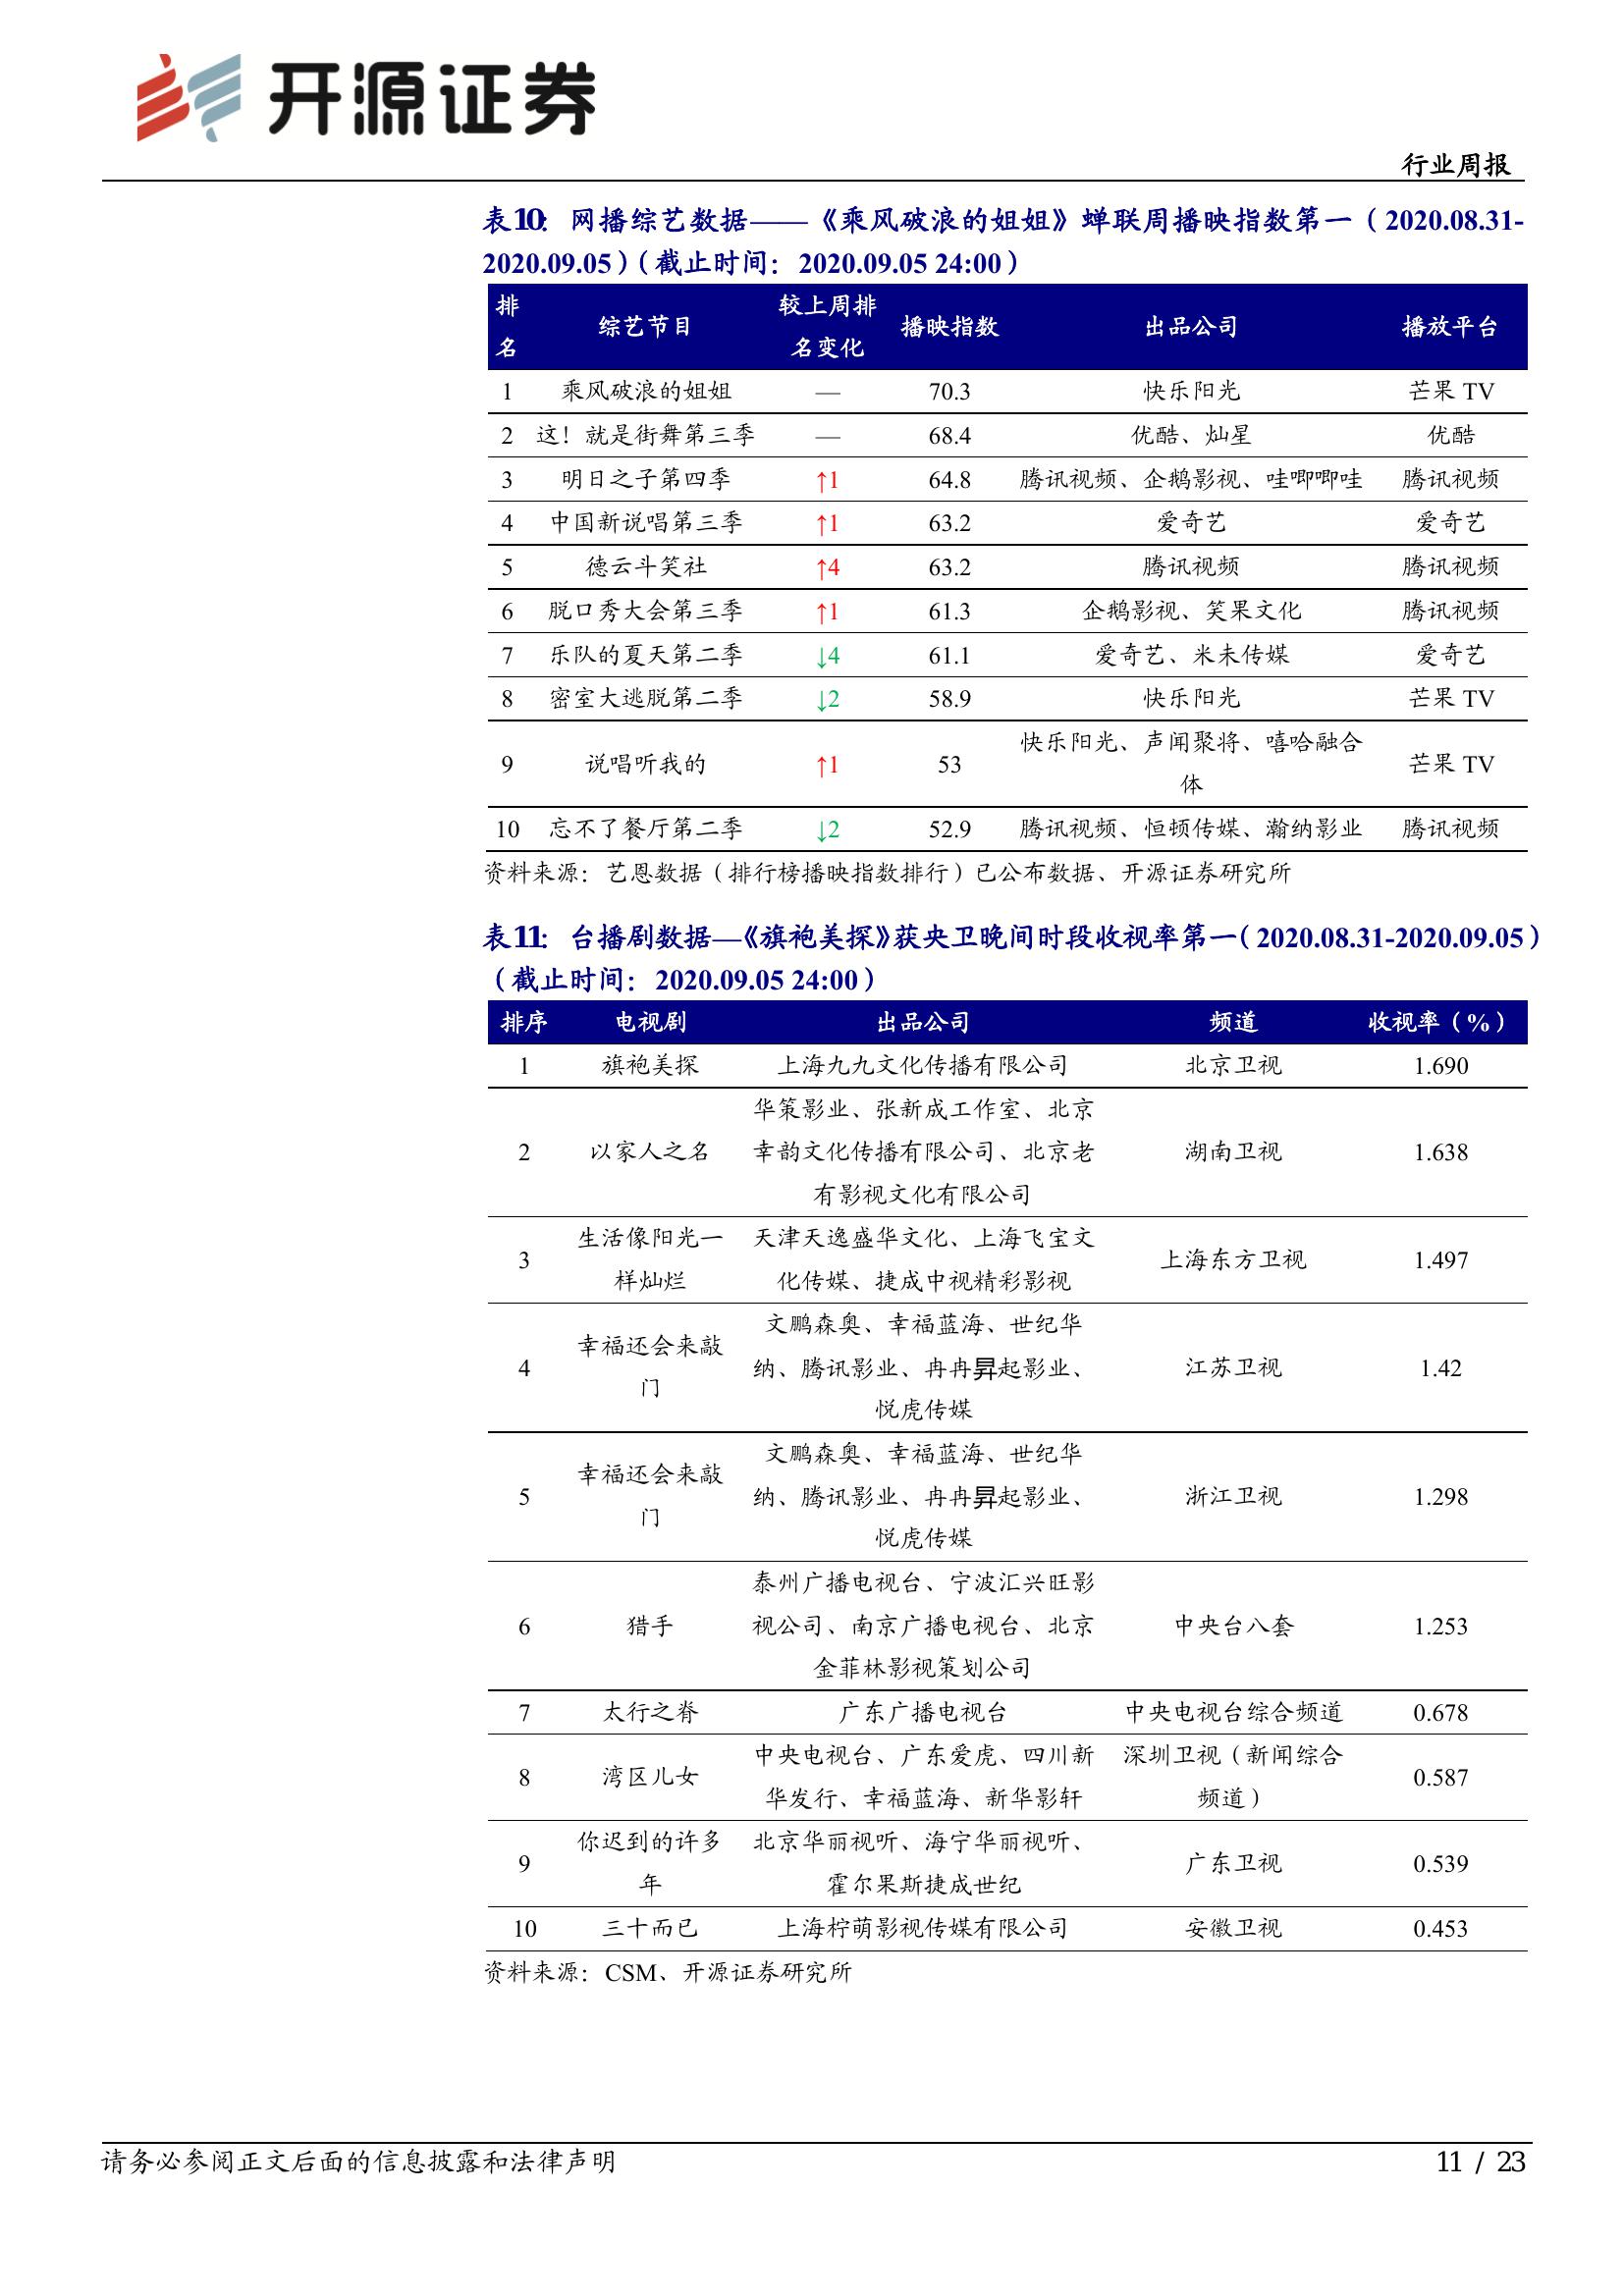 开源证券
行业周报
表10：网播综艺数据——《乘风破浪的姐姐》蝉联周播映指数第一（2020.08.31-
2020.09.05）（截止时间：2020.09.05 24:00）
排名 综艺节目 较上周排名变化 播映指数 出品公司 播放平台
1 乘风破浪的姐姐 — 70.3 快乐阳光 芒果 TV
2 这！就是街舞第三季 — 68.4 优酷、灿星 优酷
3 明日之子第四季 ↑1 64.8 腾讯视频、企鹅影视、哇唧唧哇 腾讯视频
4 中国新说唱第三季 ↑1 63.2 爱奇艺 爱奇艺
5 德云斗笑社 ↑4 63.2 腾讯视频 腾讯视频
6 脱口秀大会第三季 ↑1 61.3 企鹅影视、笑果文化 腾讯视频
7 乐队的夏天第二季 ↓4 61.1 爱奇艺、米未传媒 爱奇艺
8 密室大逃脱第二季 ↓2 58.9 快乐阳光 芒果 TV
9 说唱听我的 ↑1 53 快乐阳光、声闻聚将、嘻哈融合体 芒果 TV
10 忘不了餐厅第二季 ↓2 52.9 腾讯视频、恒顿传媒、瀚纳影业 腾讯视频
资料来源：艺恩数据（排行榜播映指数排行）已公布数据、开源证券研究所
表11：台播剧数据—《旗袍美探》获央卫晚间时段收视率第一（2020.08.31-2020.09.05）
（截止时间：2020.09.05 24:00）
排序 电视剧 出品公司 频道 收视率（%）
1 旗袍美探 上海九九文化传播有限公司 北京卫视 1.690
2 以家人之名 华策影业、张新成工作室、北京幸韵文化传播有限公司、北京老有影视文化有限公司 湖南卫视 1.638
3 生活像阳光一样灿烂 天津天逸盛华文化、上海飞宝文化传媒、捷成中视精彩影视 上海东方卫视 1.497
4 幸福还会来敲门 文鹏森奥、幸福蓝海、世纪华纳、腾讯影业、冉冉昇起影业、悦虎传媒 江苏卫视 1.42
5 幸福还会来敲门 文鹏森奥、幸福蓝海、世纪华纳、腾讯影业、冉冉昇起影业、悦虎传媒 浙江卫视 1.298
6 猎手 泰州广播电视台、宁波汇兴旺影视公司、南京广播电视台、北京金菲林影视策划公司 中央台八套 1.253
7 太行之脊 广东广播电视台 中央电视台综合频道 0.678
8 湾区儿女 中央电视台、广东爱虎、四川新华发行、幸福蓝海、新华影轩 深圳卫视（新闻综合频道） 0.587
9 你迟到的许多年 北京华丽视听、海宁华丽视听、霍尔果斯捷成世纪 广东卫视 0.539
10 三十而已 上海柠萌影视传媒有限公司 安徽卫视 0.453
资料来源：CSM、开源证券研究所
请务必参阅正文后面的信息披露和法律声明
11 / 23